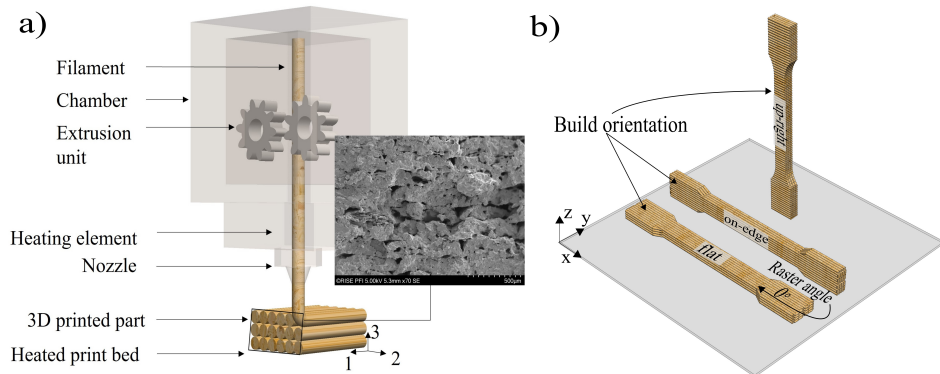 a)
Filament
Chamber
Extrusion
unit
Heating element
Nozzle
3D printed part
Heated print bed
©RISE PFI 5.00kV 5.3mm x70 SE
500µm
3
1
2
b)
Build orientation
up-right
on-edge
flat
Raster angle
0°
z
y
x